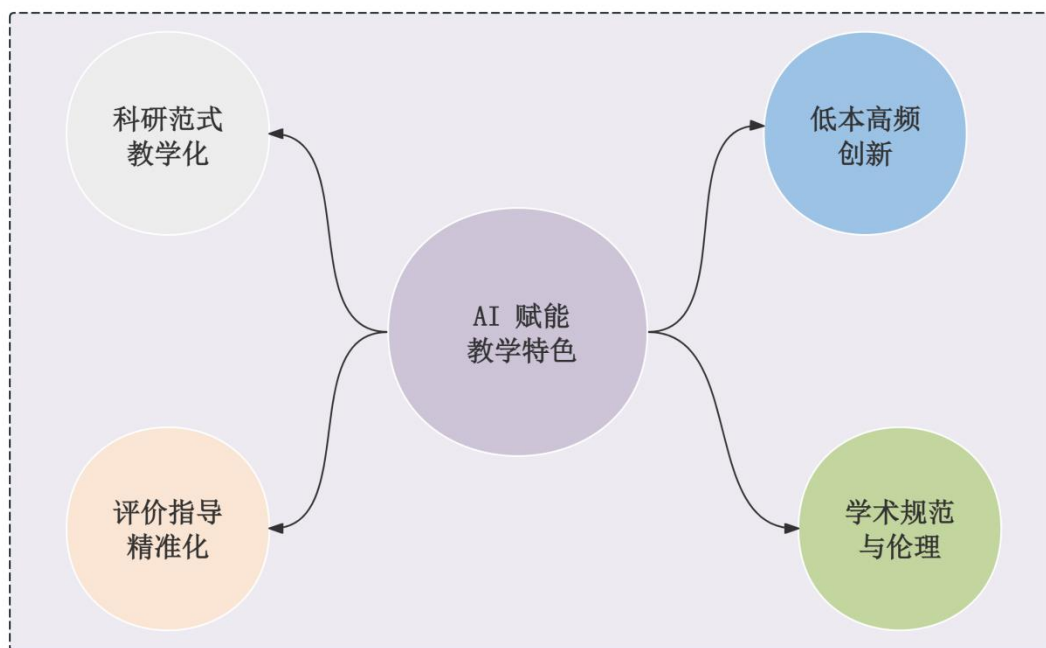 科研范式
教学化
低本高频
创新
AI 赋能
教学特色
评价指导
精准化
学术规范
与伦理